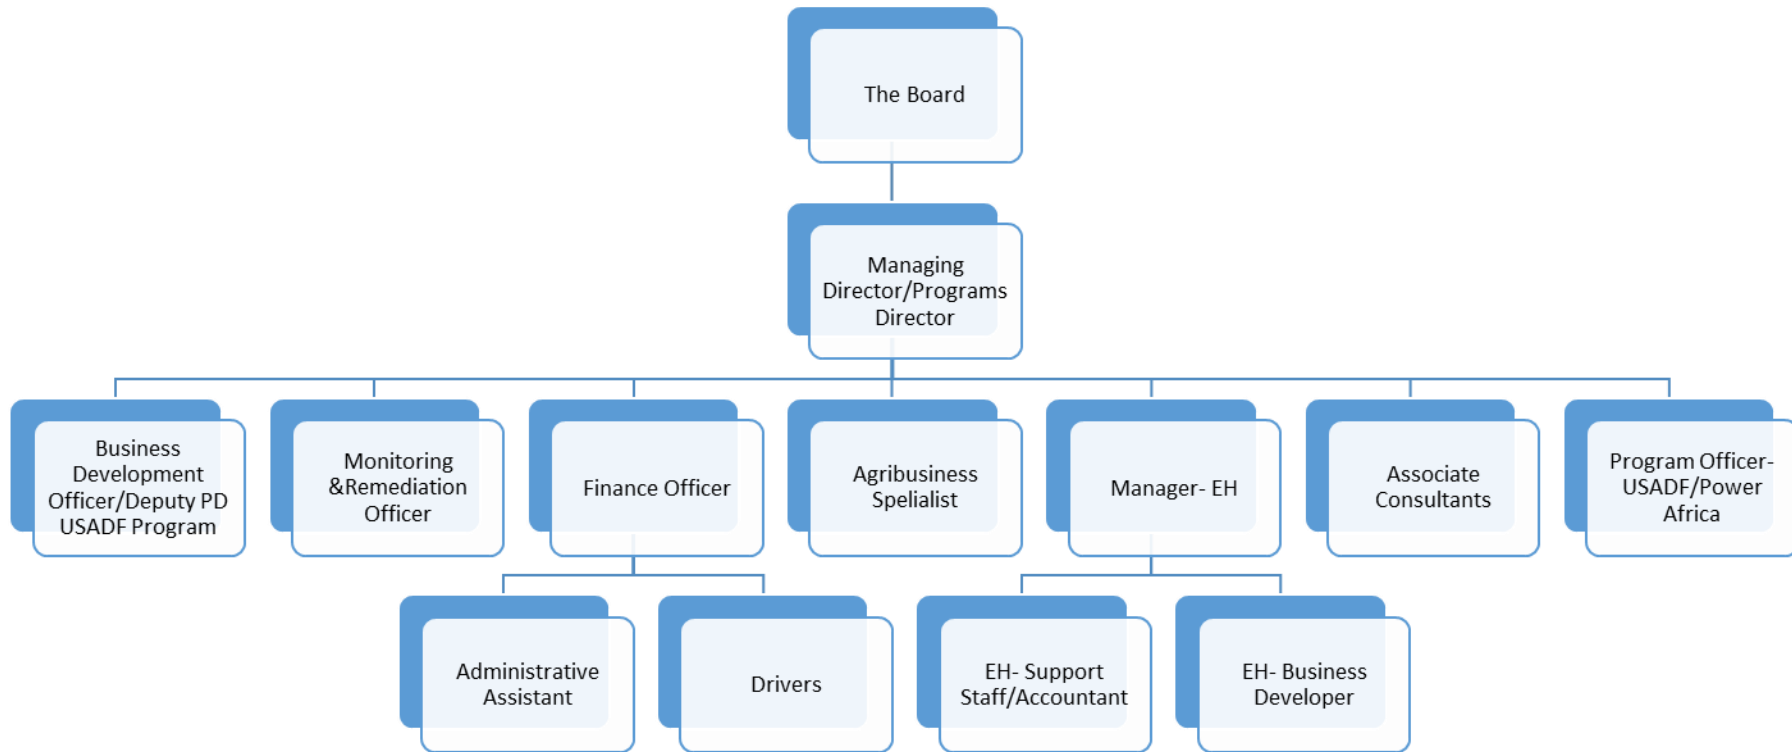 The Board
Managing
Director/Programs
Director
Business
Development
Officer/Deputy PD
USADF Program
Monitoring
&Remediation
Officer
Finance Officer
Agribusiness
Spelialist
Manager- EH
Associate
Consultants
Program Officer-
USADF/Power
Africa
Administrative
Assistant
Drivers
EH- Support
Staff/Accountant
EH- Business
Developer